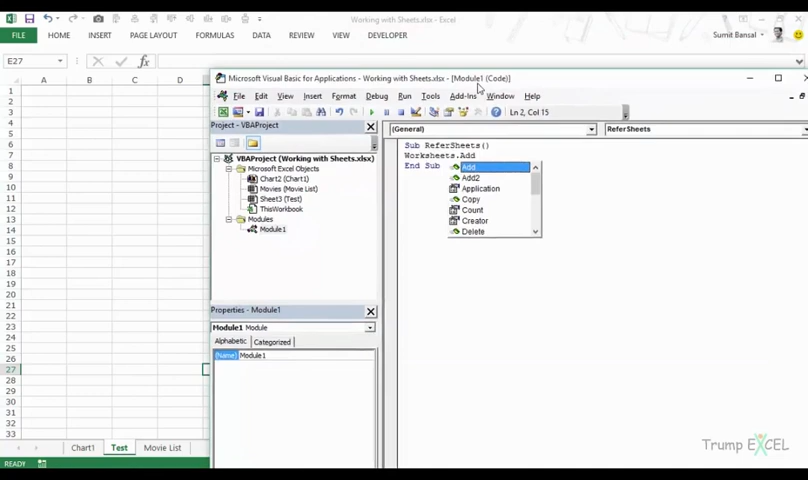 Working with Sheets.xlsx - Excel
FILE HOME INSERT PAGE LAYOUT FORMULAS DATA REVIEW VIEW DEVELOPER Sumit Bansal
E27 fx
A B C D
1
2
3
4
5
6
7
8
9
10
11
12
13
14
15
16
17
18
19
20
21
22
23
24
25
26
27
28
29
30
31
32
33
Chart1 Test Movie List
READY
Microsoft Visual Basic for Applications - Working with Sheets.xlsx - [Module1 (Code)]
File Edit View Insert Format Debug Run Tools Add-Ins Window Help
Ln 2, Col 15
Project - VBAProject
VBAProject (Working with Sheets.xlsx)
Microsoft Excel Objects
Chart2 (Chart1)
Movies (Movie List)
Sheet3 (Test)
ThisWorkbook
Modules
Module1
Properties - Module1
Module1 Module
Alphabetic Categorized
(Name) Module1
(General) ReferSheets
Sub ReferSheets()
Worksheets.Add
End Sub
Add
Add2
Application
Copy
Count
Creator
Delete
Trump EXCEL